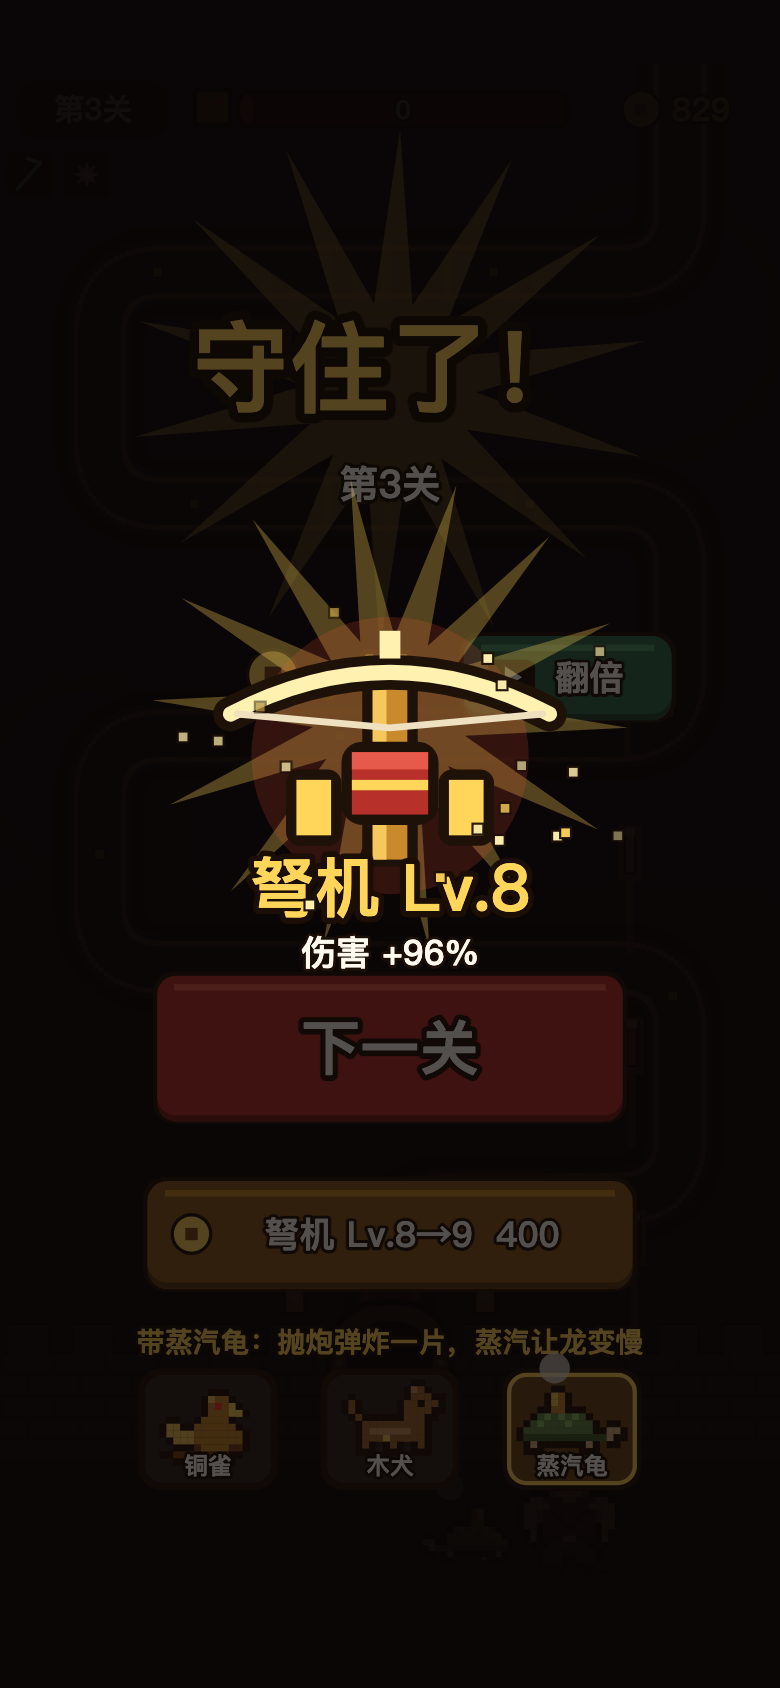 第3关
0
829
守住了！
第3关
翻倍
弩机 Lv.8
伤害 +96%
下一关
弩机 Lv.8→9 400
带蒸汽龟：抛炮弹炸一片，蒸汽让龙变慢
铜雀
木犬
蒸汽龟